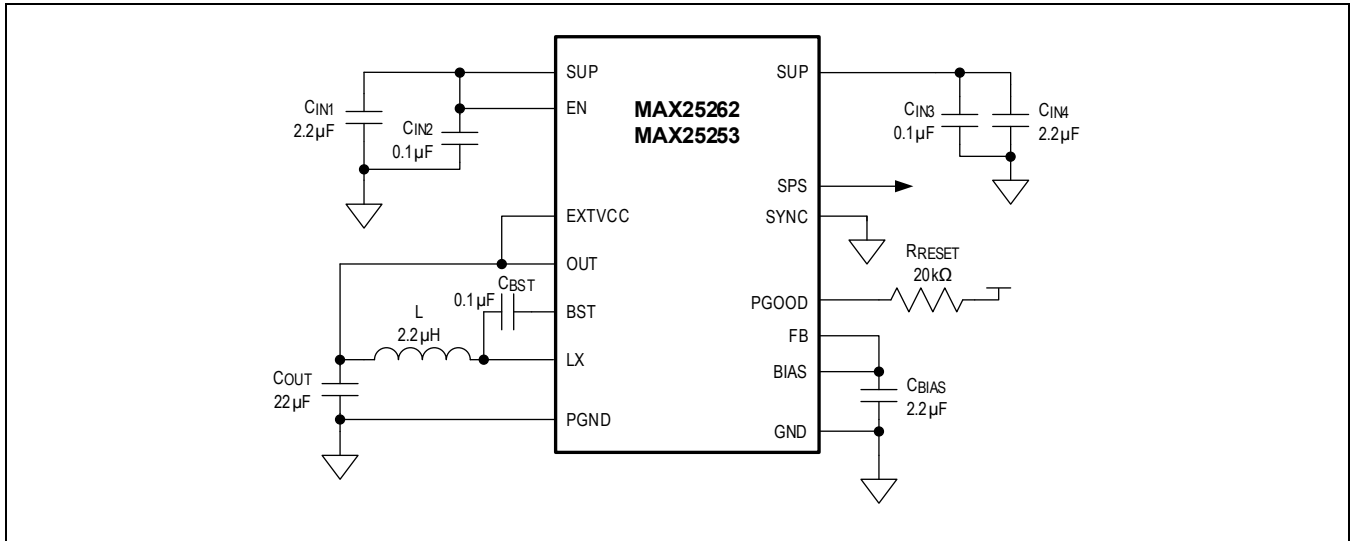 SUP
SUP
CIN1
2.2µF
EN
CIN2
0.1µF
MAX25262
MAX25253
CIN3
0.1µF
CIN4
2.2µF
SPS
EXTVCC
SYNC
OUT
RRESET
20kΩ
CBST
0.1µF
BST
PGOOD
L
2.2µH
FB
LX
BIAS
COUT
22µF
CBIAS
2.2µF
PGND
GND